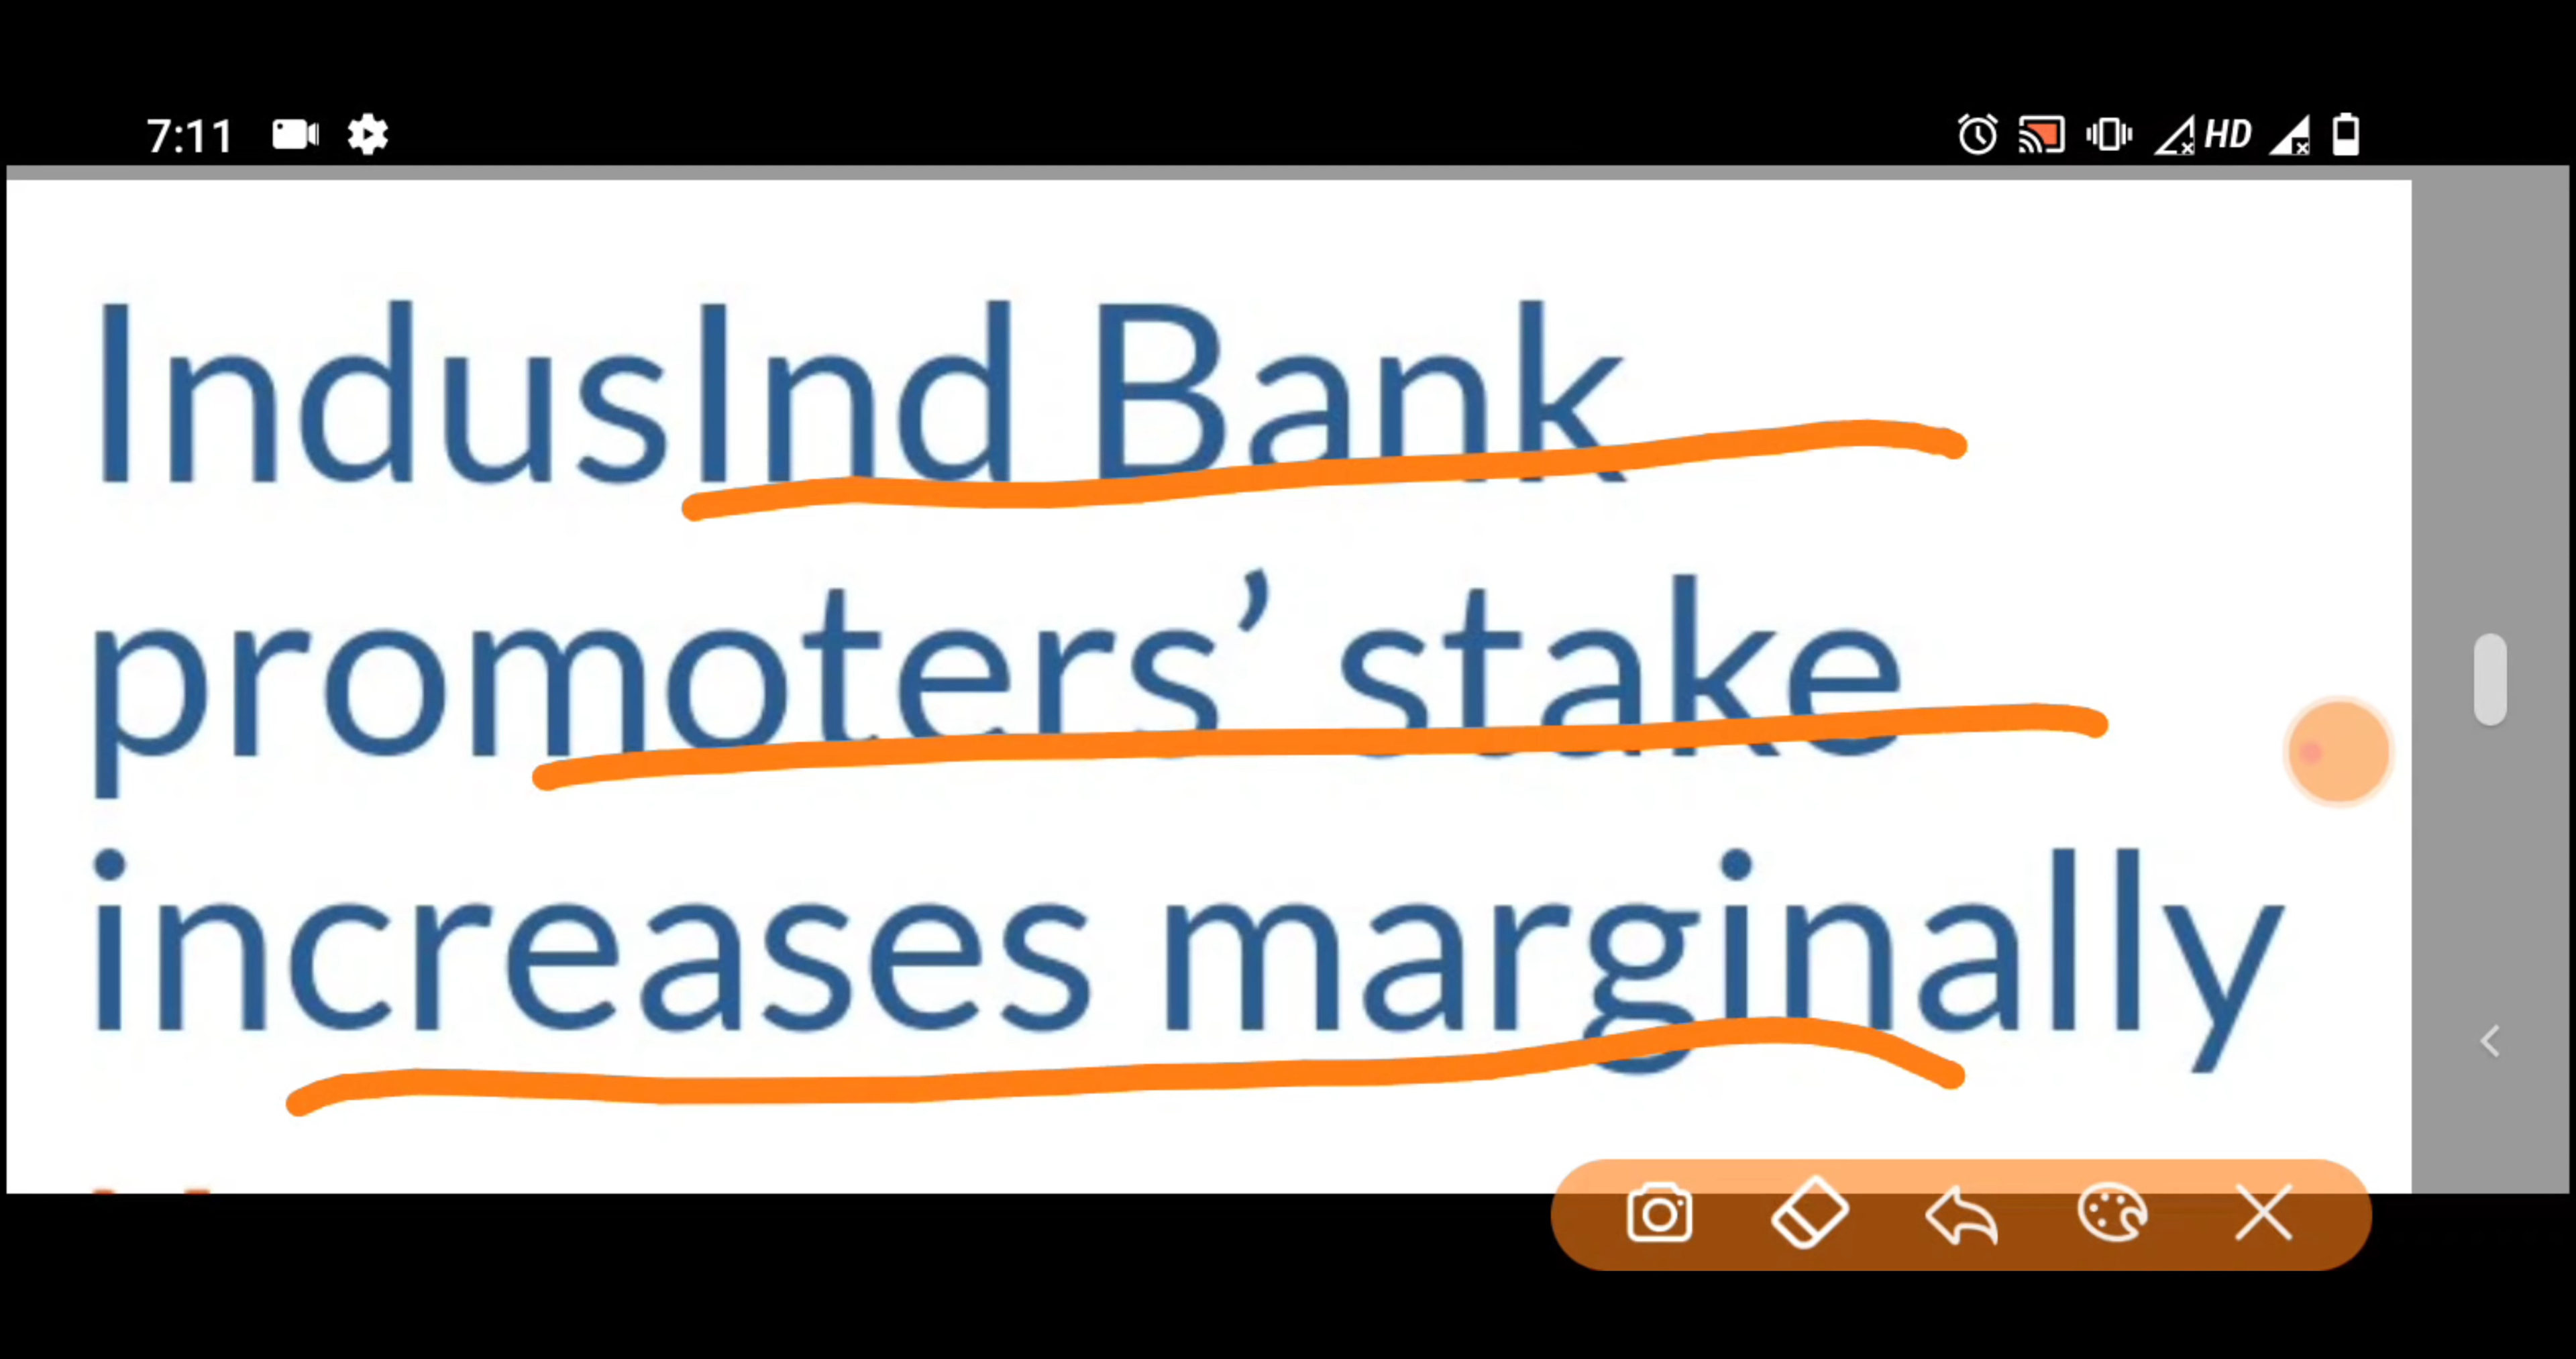 7:11
HD
IndusInd Bank
promoters’ stake
increases marginally